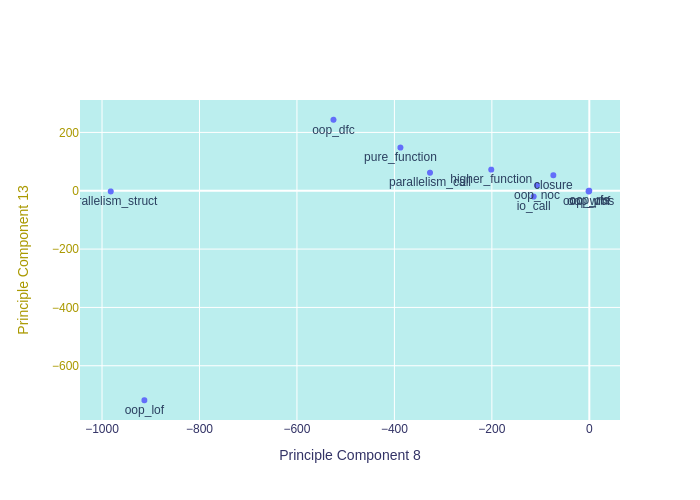 200
0
−200
−400
−600
Principle Component 13
oop_dfc
pure_function
parallelism_call
higher_function
closure
oop_noc
io_call
rallelism_struct
oop_lof
−1000
−800
−600
−400
−200
0
Principle Component 8